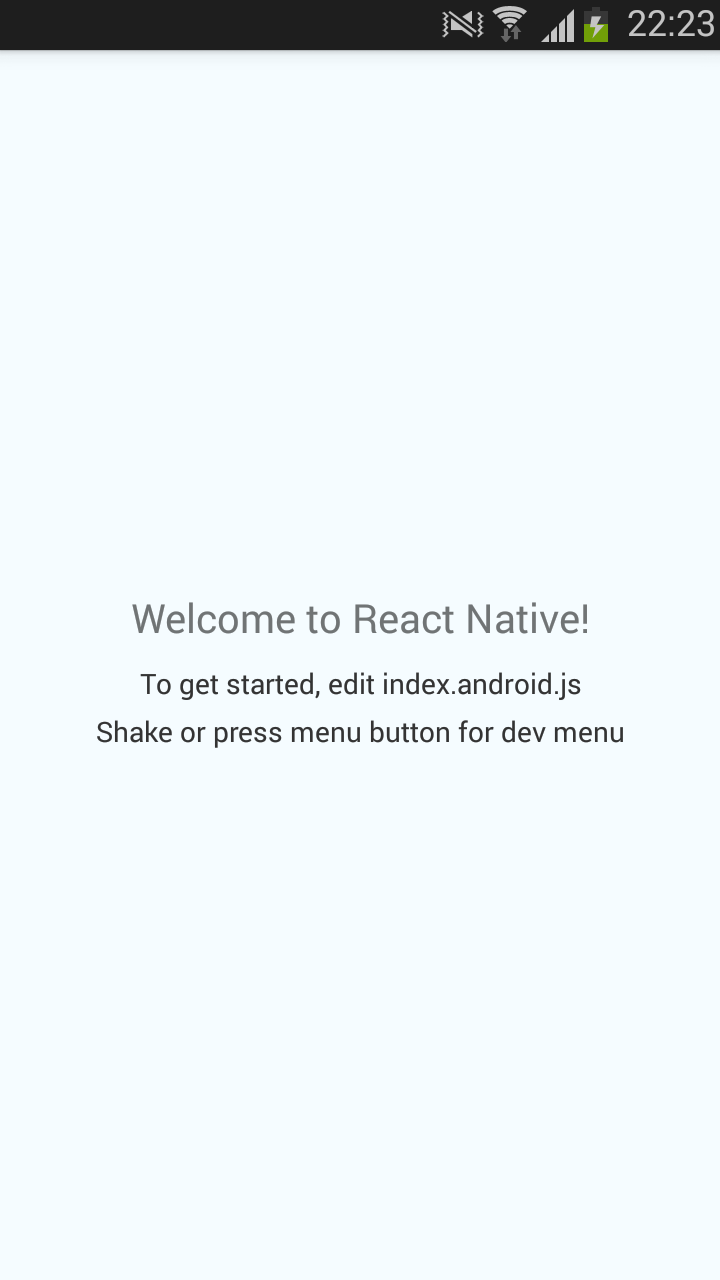 22:23
Welcome to React Native!
To get started, edit index.android.js
Shake or press menu button for dev menu